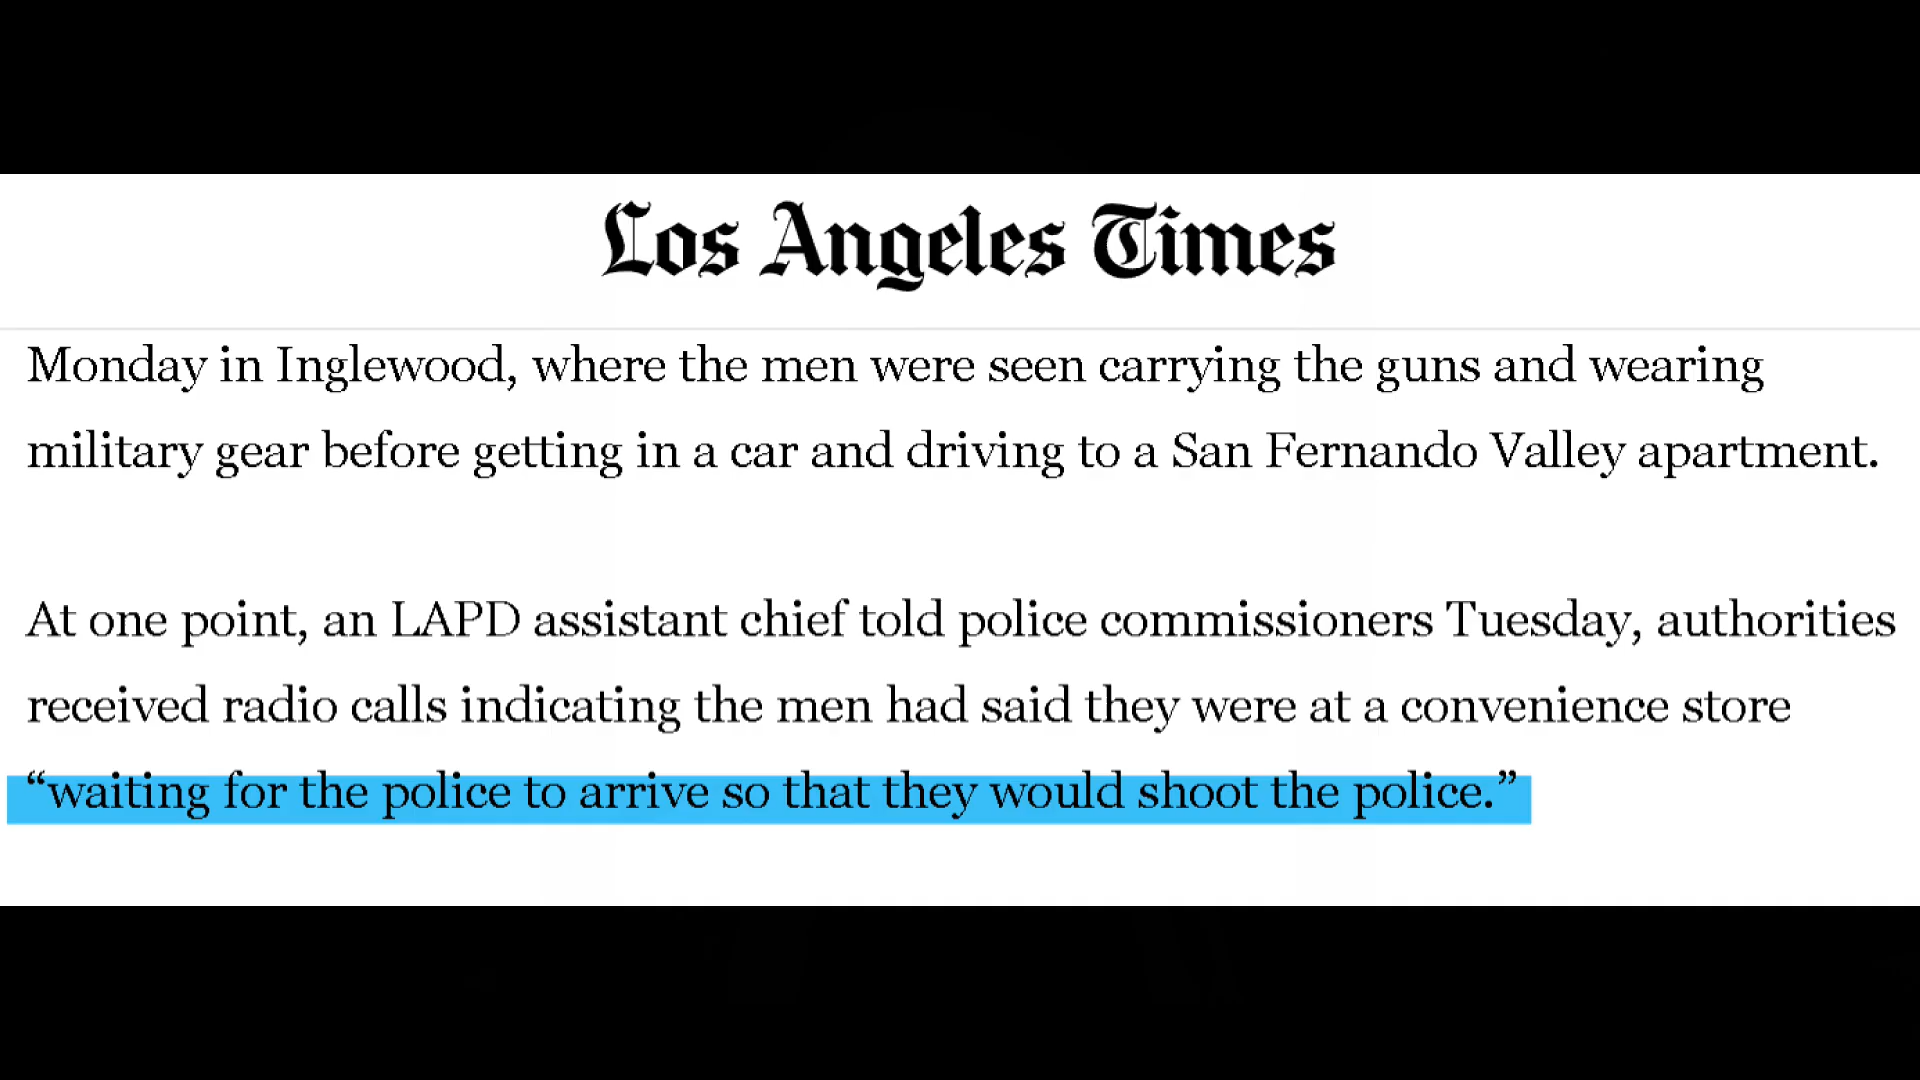 Los Angeles Times
Monday in Inglewood, where the men were seen carrying the guns and wearing
military gear before getting in a car and driving to a San Fernando Valley apartment.
At one point, an LAPD assistant chief told police commissioners Tuesday, authorities
received radio calls indicating the men had said they were at a convenience store
“waiting for the police to arrive so that they would shoot the police.”